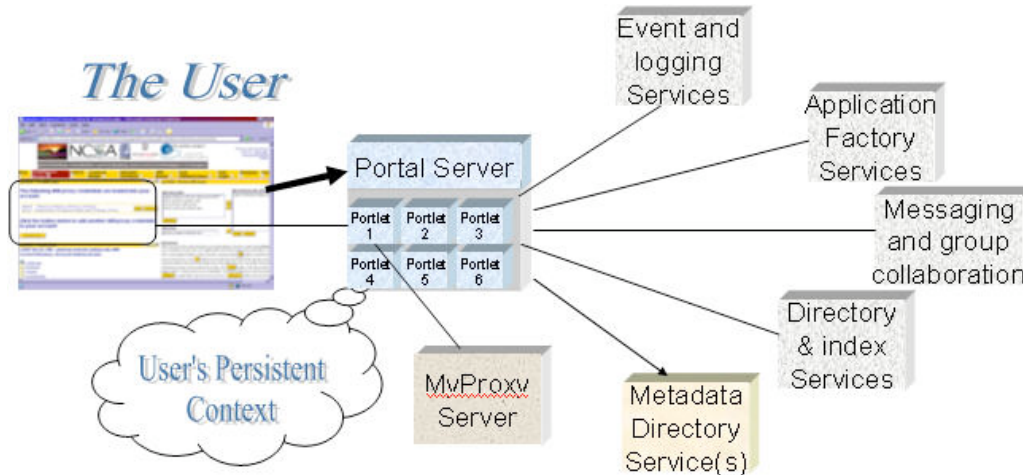 The User
NCSA
Portal Server
Portlet
1
Portlet
2
Portlet
3
Portlet
4
Portlet
5
Portlet
6
User's Persistent
Context
MyProxy
Server
Event and
logging
Services
Application
Factory
Services
Messaging
and group
collaboration
Directory
& index
Services
Metadata
Directory
Service(s)